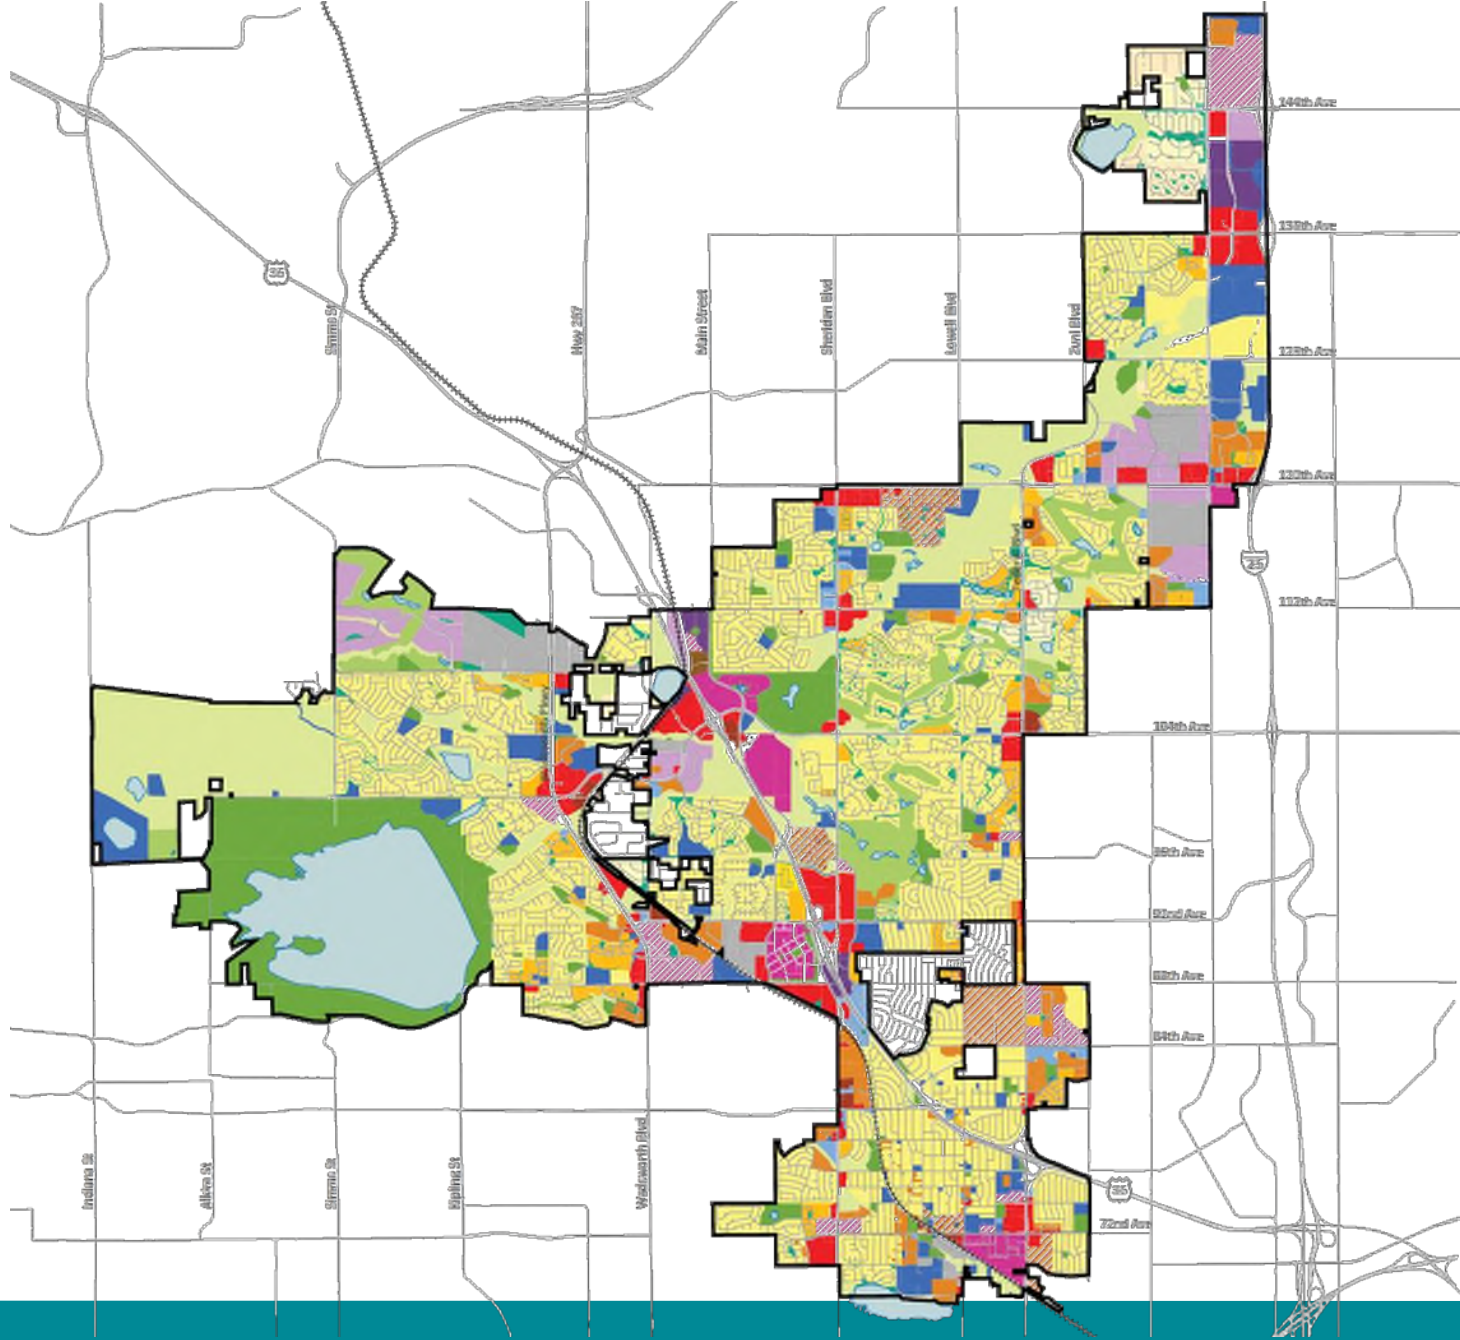 144th Ave
136th Ave
36
Simms St
Hwy 287
Main Street
Sheridan Blvd
Lowell Blvd
Zuni Blvd
128th Ave
120th Ave
25
112th Ave
104th Ave
92nd Ave
88th Ave
84th Ave
Indiana St
Alkire St
Simms St
Kipling St
Wadsworth Blvd
36
72nd Ave